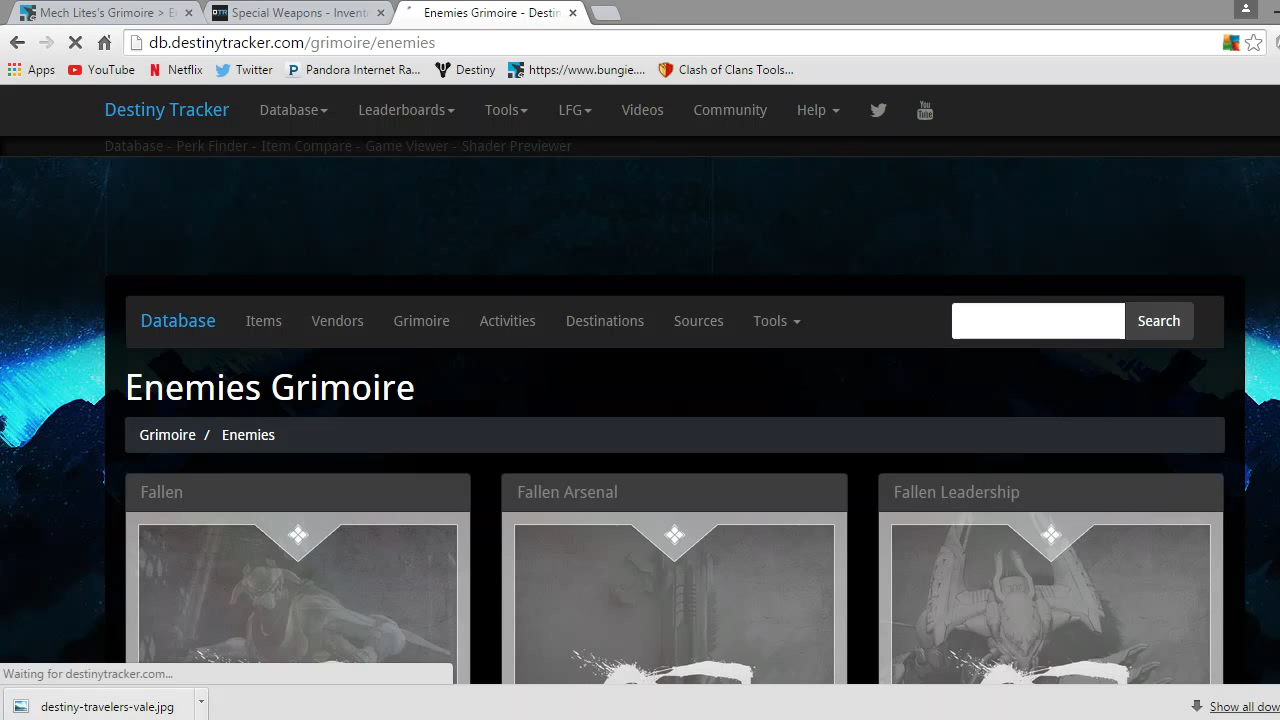 Mech Lites's Grimoire > E
Special Weapons - Invent
Enemies Grimoire - Destin
db.destinytracker.com/grimoire/enemies
Apps YouTube Netflix Twitter Pandora Internet Ra... Destiny https://www.bungie.... Clash of Clans Tools...
Destiny Tracker Database Leaderboards Tools LFG Videos Community Help You Tube
Database - Perk Finder - Item Compare - Game Viewer - Shader Previewer
Database Items Vendors Grimoire Activities Destinations Sources Tools Search
Enemies Grimoire
Grimoire / Enemies
Fallen Fallen Arsenal Fallen Leadership
Waiting for destinytracker.com...
destiny-travelers-vale.jpg Show all dow